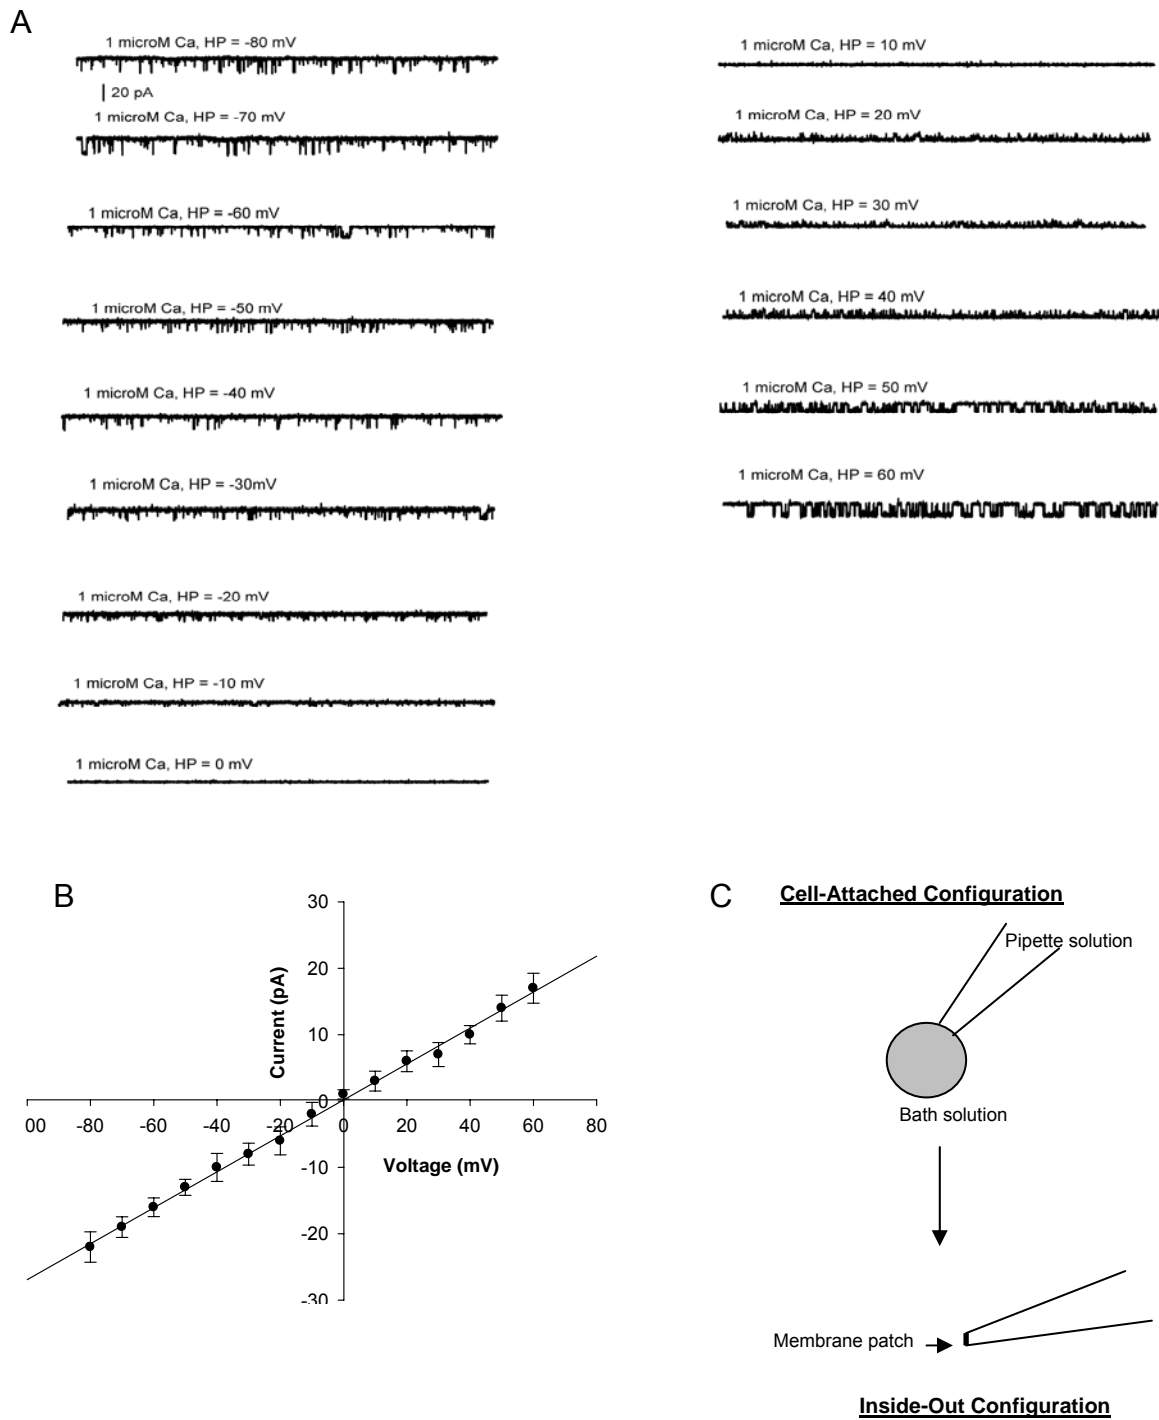 A
1 microM Ca, HP = -80 mV
20 pA
1 microM Ca, HP = -70 mV
1 microM Ca, HP = -60 mV
1 microM Ca, HP = -50 mV
1 microM Ca, HP = -40 mV
1 microM Ca, HP = -30mV
1 microM Ca, HP = -20 mV
1 microM Ca, HP = -10 mV
1 microM Ca, HP = 0 mV
1 microM Ca, HP = 10 mV
1 microM Ca, HP = 20 mV
1 microM Ca, HP = 30 mV
1 microM Ca, HP = 40 mV
1 microM Ca, HP = 50 mV
1 microM Ca, HP = 60 mV
B
30
20
10
0
-10
-20
-30
Current (pA)
00 -80 -60 -40 -20 0 20 40 60 80
Voltage (mV)
C
Cell-Attached Configuration
Pipette solution
Bath solution
Membrane patch
Inside-Out Configuration